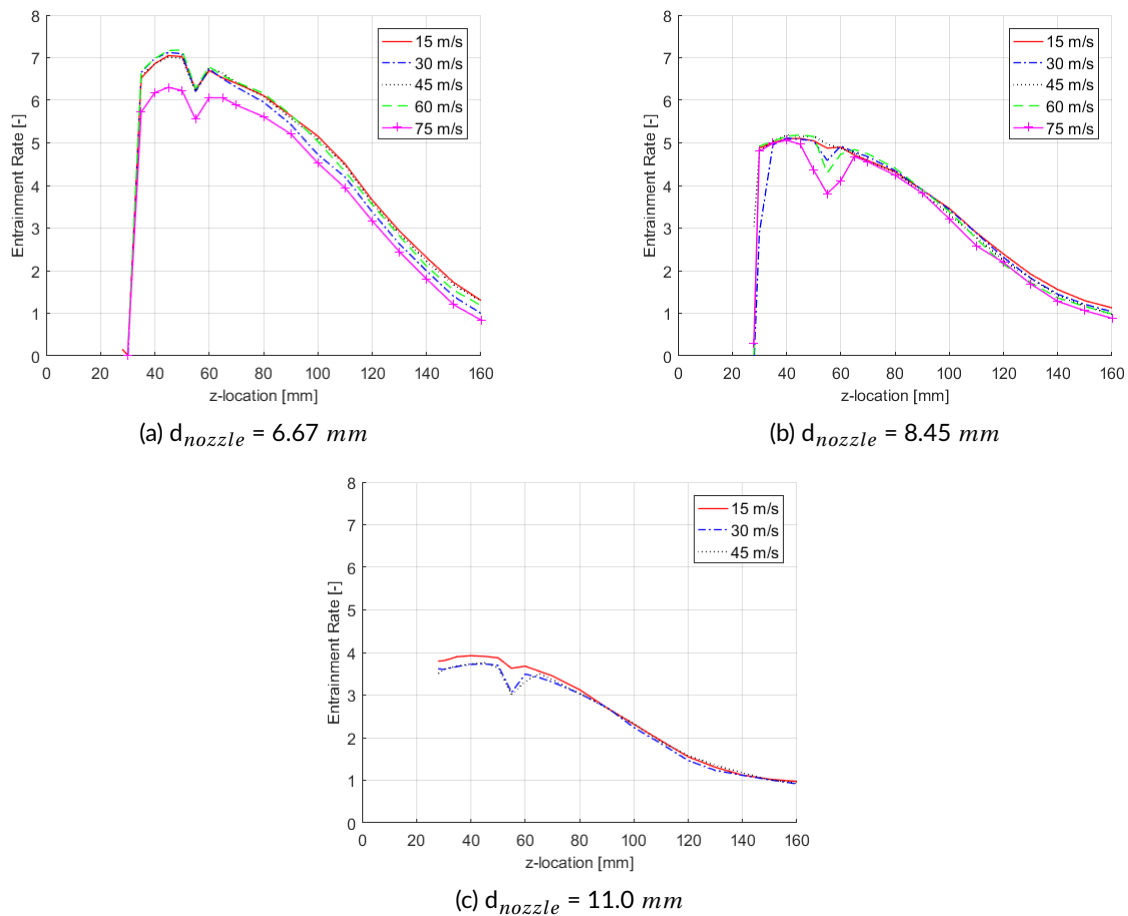 8
7
6
5
4
3
2
1
0
Entrainment Rate [-]
15 m/s
30 m/s
45 m/s
60 m/s
75 m/s
0 20 40 60 80 100 120 140 160
z-location [mm]
(a) d_nozzle = 6.67 mm
8
7
6
5
4
3
2
1
0
Entrainment Rate [-]
15 m/s
30 m/s
45 m/s
60 m/s
75 m/s
0 20 40 60 80 100 120 140 160
z-location [mm]
(b) d_nozzle = 8.45 mm
8
7
6
5
4
3
2
1
0
Entrainment Rate [-]
15 m/s
30 m/s
45 m/s
0 20 40 60 80 100 120 140 160
z-location [mm]
(c) d_nozzle = 11.0 mm